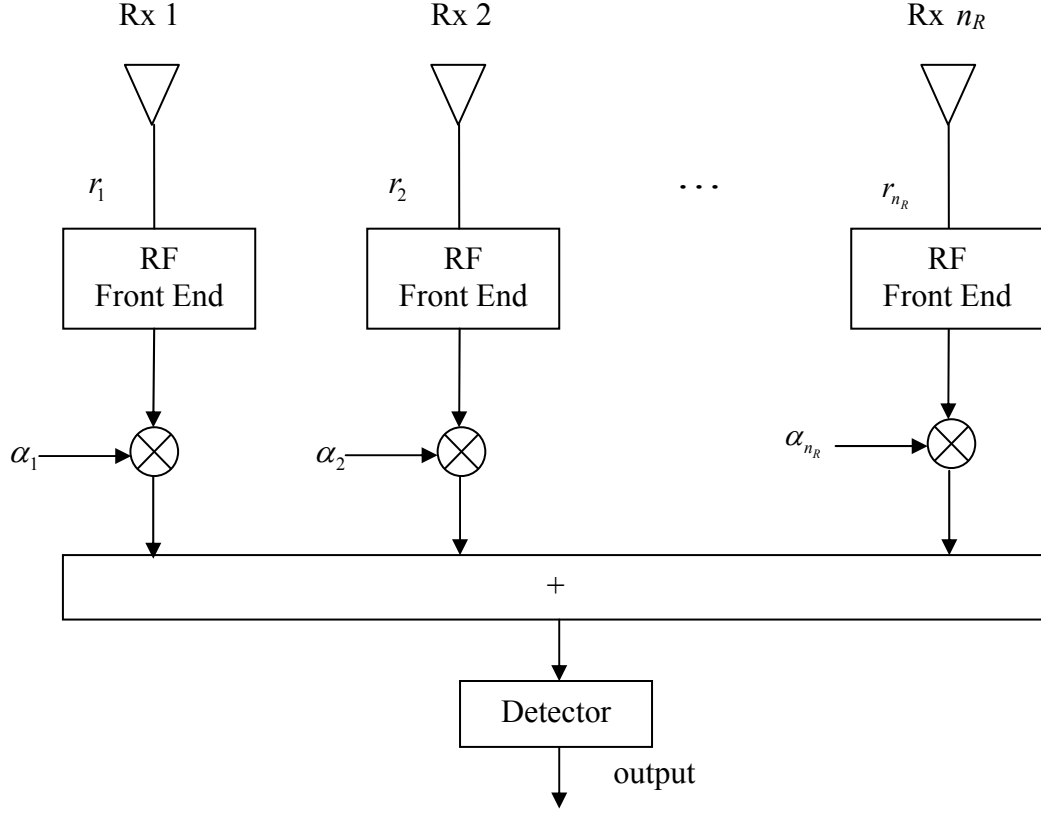 Rx 1 Rx 2 Rx n_R
r_1 r_2 ... r_{n_R}
RF
Front End
RF
Front End
RF
Front End
α_1 α_2 α_{n_R}
+
Detector
output